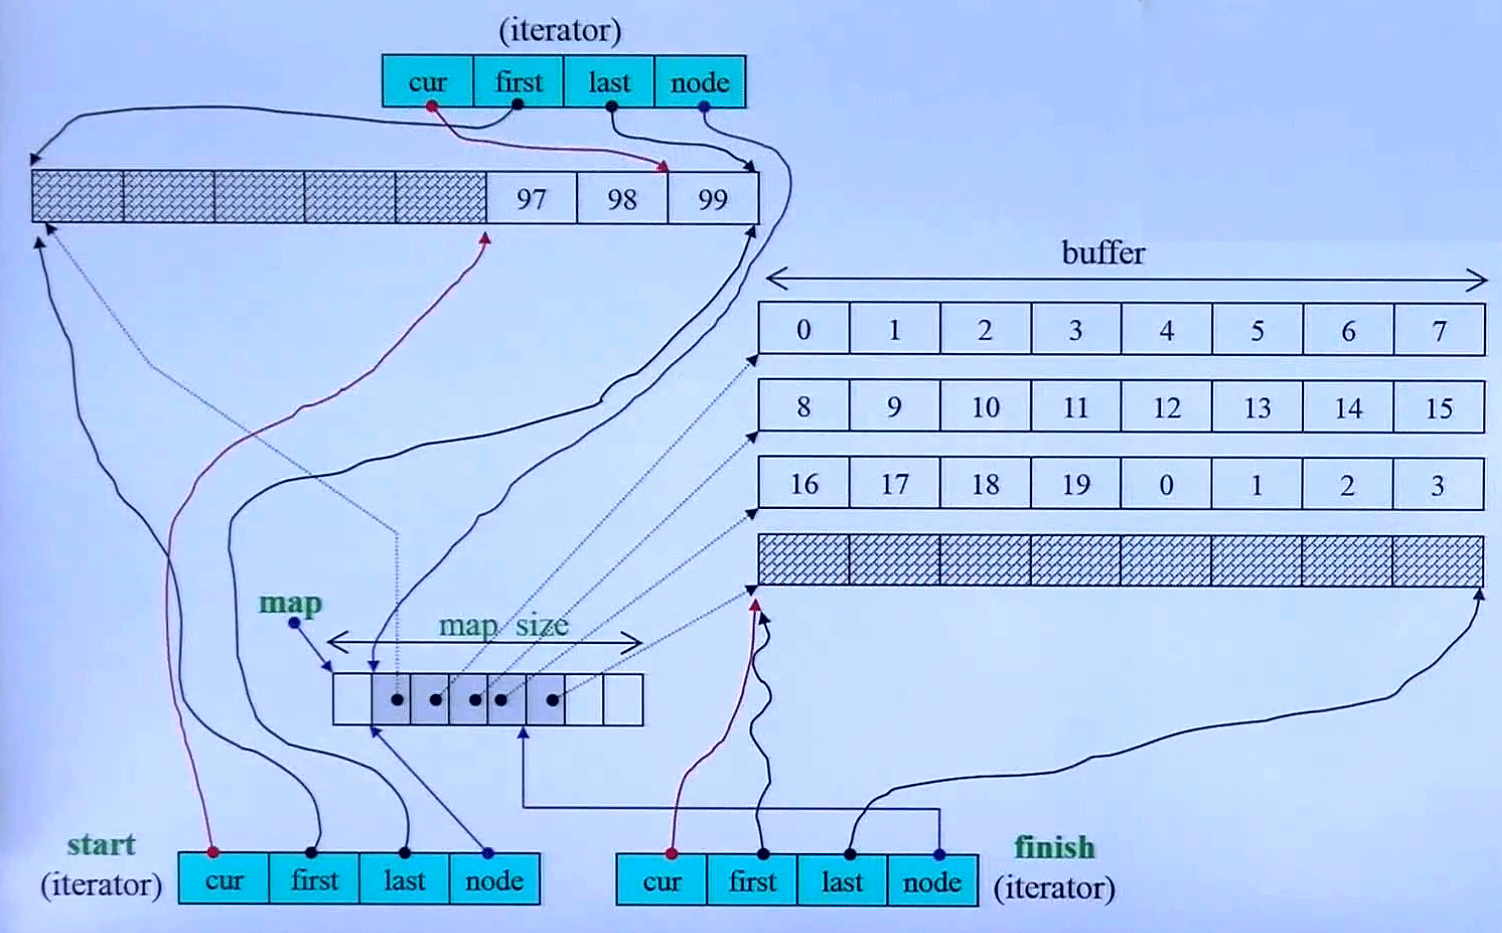 (iterator)
cur first last node
97 98 99
buffer
0 1 2 3 4 5 6 7
8 9 10 11 12 13 14 15
16 17 18 19 0 1 2 3
map
map size
start
(iterator)
cur first last node
cur first last node
finish
(iterator)